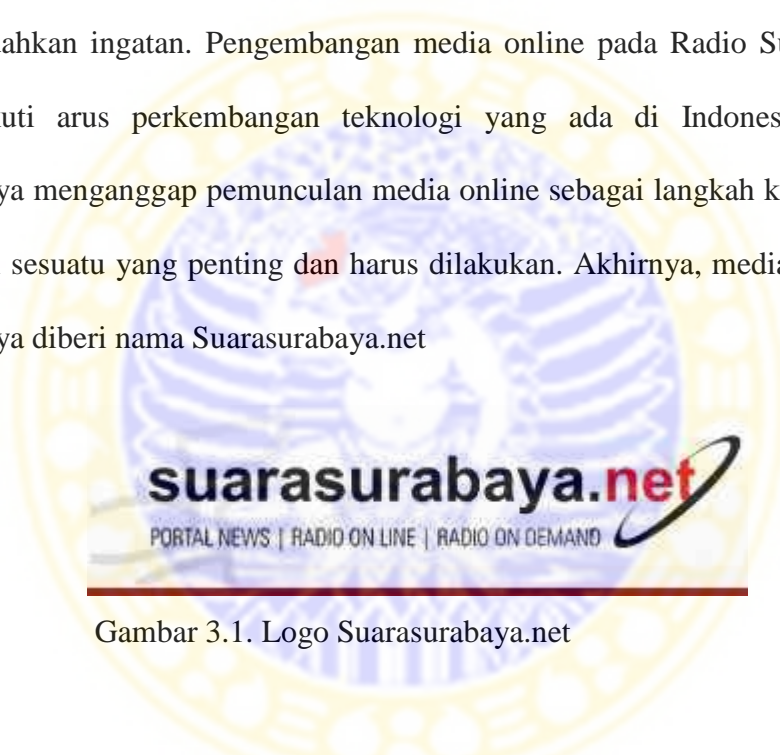 ahkan ingatan. Pengembangan media online pada Radio Su
uti arus perkembangan teknologi yang ada di Indones
ya menganggap pemunculan media online sebagai langkah k
sesuatu yang penting dan harus dilakukan. Akhirnya, media
ya diberi nama Suarasurabaya.net
suarasurabaya.net
PORTAL NEWS | RADIO ON LINE | RADIO ON DEMAND
Gambar 3.1. Logo Suarasurabaya.net